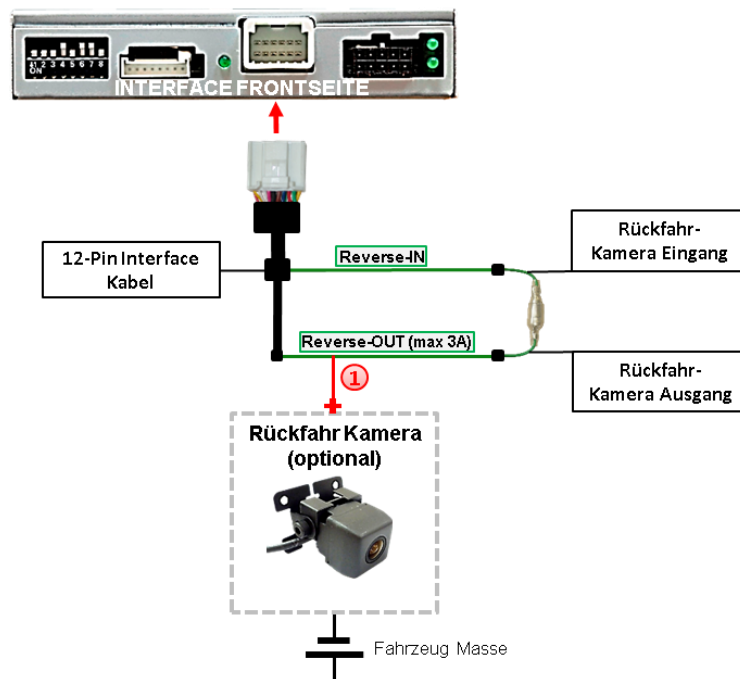 1 2 3 4 5 6 7 8
ON
INTERFACE FRONTSEITE
Rückfahr-
Kamera Eingang
12-Pin Interface
Kabel
Reverse-IN
Reverse-OUT (max 3A)
Rückfahr-
Kamera Ausgang
1
Rückfahr Kamera
(optional)
Fahrzeug Masse